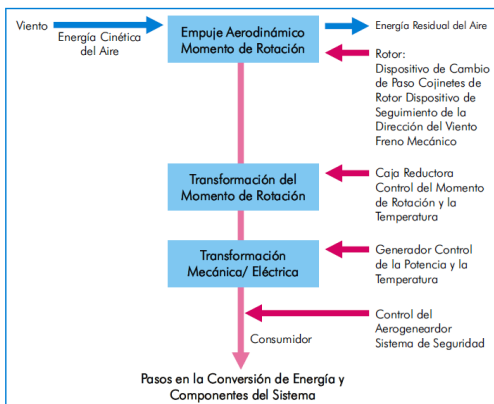 Viento
Energía Cinética
del Aire
Empuje Aerodinámico
Momento de Rotación
Energía Residual del Aire
Rotor:
Dispositivo de Cambio
de Paso Cojinetes de
Rotor Dispositivo de
Seguimiento de la
Dirección del Viento
Freno Mecánico
Transformación del
Momento de Rotación
Caja Reductora
Control del Momento
de Rotación y la
Temperatura
Transformación
Mecánica/ Eléctrica
Generador Control
de la Potencia y la
Temperatura
Control del
Aerogeneardor
Sistema de Seguridad
Consumidor
Pasos en la Conversión de Energía y
Componentes del Sistema